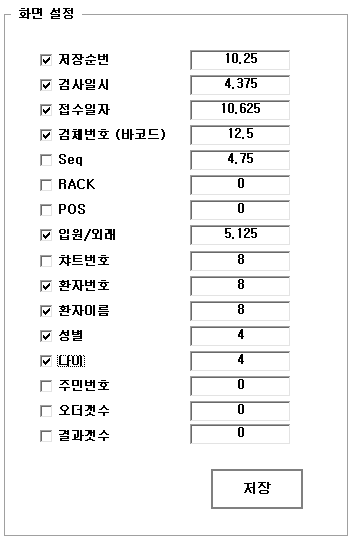 화면 설정
저장순번 10.25
검사일시 4.375
접수일자 10.625
검체번호 (바코드) 12.5
Seq 4.75
RACK 0
POS 0
입원/외래 5.125
챠트번호 8
환자번호 8
환자이름 8
성별 4
나이 4
주민번호 0
오더갯수 0
결과갯수 0
저장